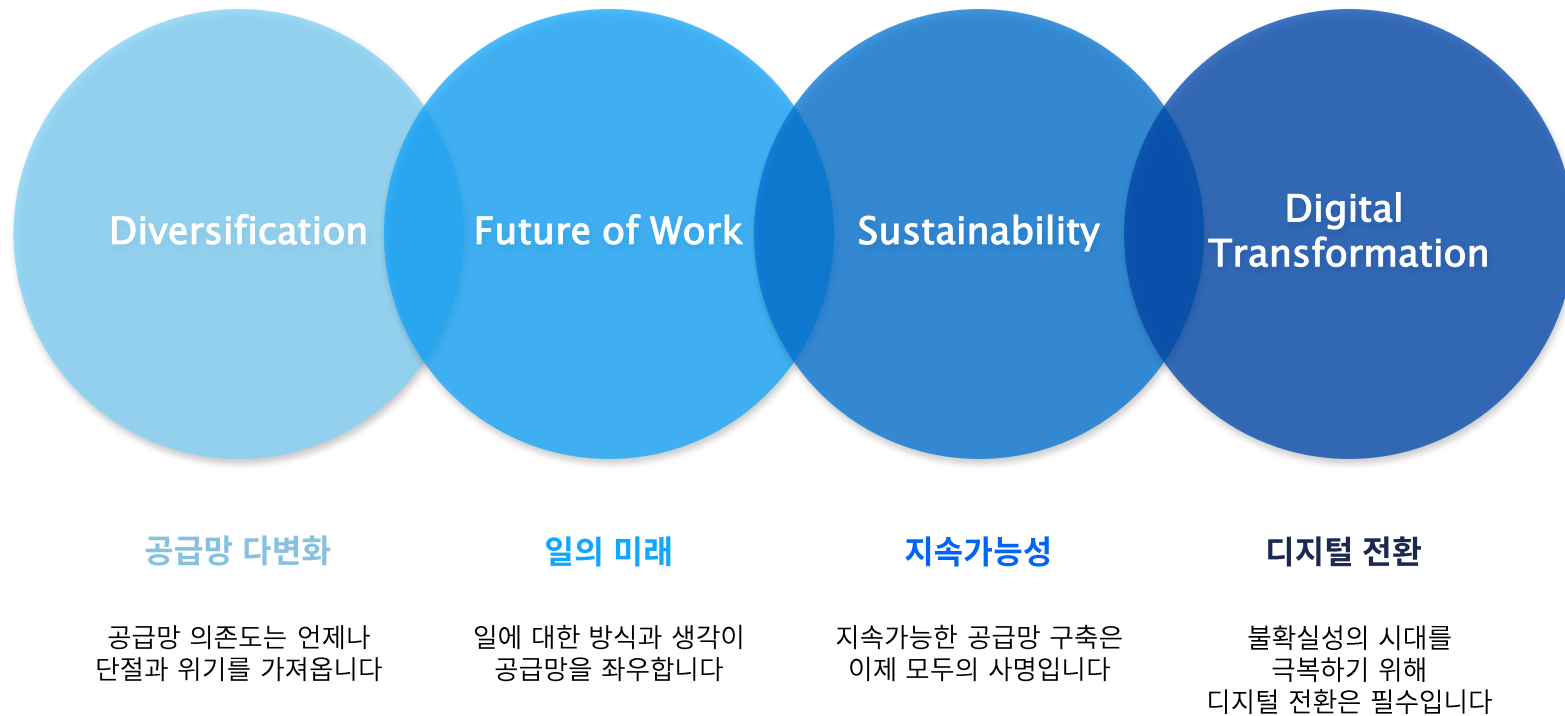 Diversification
Future of Work
Sustainability
Digital
Transformation
공급망 다변화
일의 미래
지속가능성
디지털 전환
공급망 의존도는 언제나
단절과 위기를 가져옵니다
일에 대한 방식과 생각이
공급망을 좌우합니다
지속가능한 공급망 구축은
이제 모두의 사명입니다
불확실성의 시대를
극복하기 위해
디지털 전환은 필수입니다